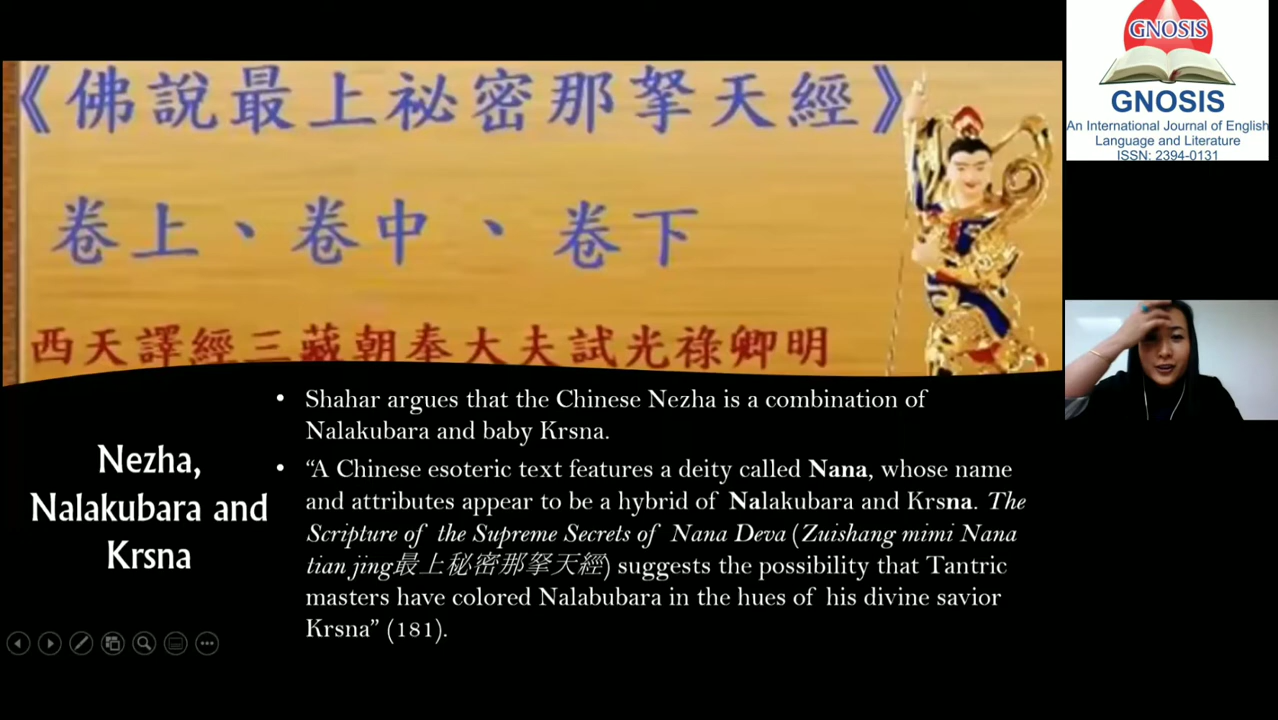 《佛說最上祕密那拏天經》
卷上、卷中、卷下
西天譯經三藏朝奉大夫試光祿卿明
Nezha,
Nalakubara and
Krsna
• Shahar argues that the Chinese Nezha is a combination of
Nalakubara and baby Krsna.
• “A Chinese esoteric text features a deity called Nana, whose name
and attributes appear to be a hybrid of Nalakubara and Krsna. The
Scripture of the Supreme Secrets of Nana Deva (Zuishang mimi Nana
tian jing最上秘密那拏天經) suggests the possibility that Tantric
masters have colored Nalabubara in the hues of his divine savior
Krsna” (181).
GNOSIS
GNOSIS
An International Journal of English
Language and Literature
ISSN: 2394-0131